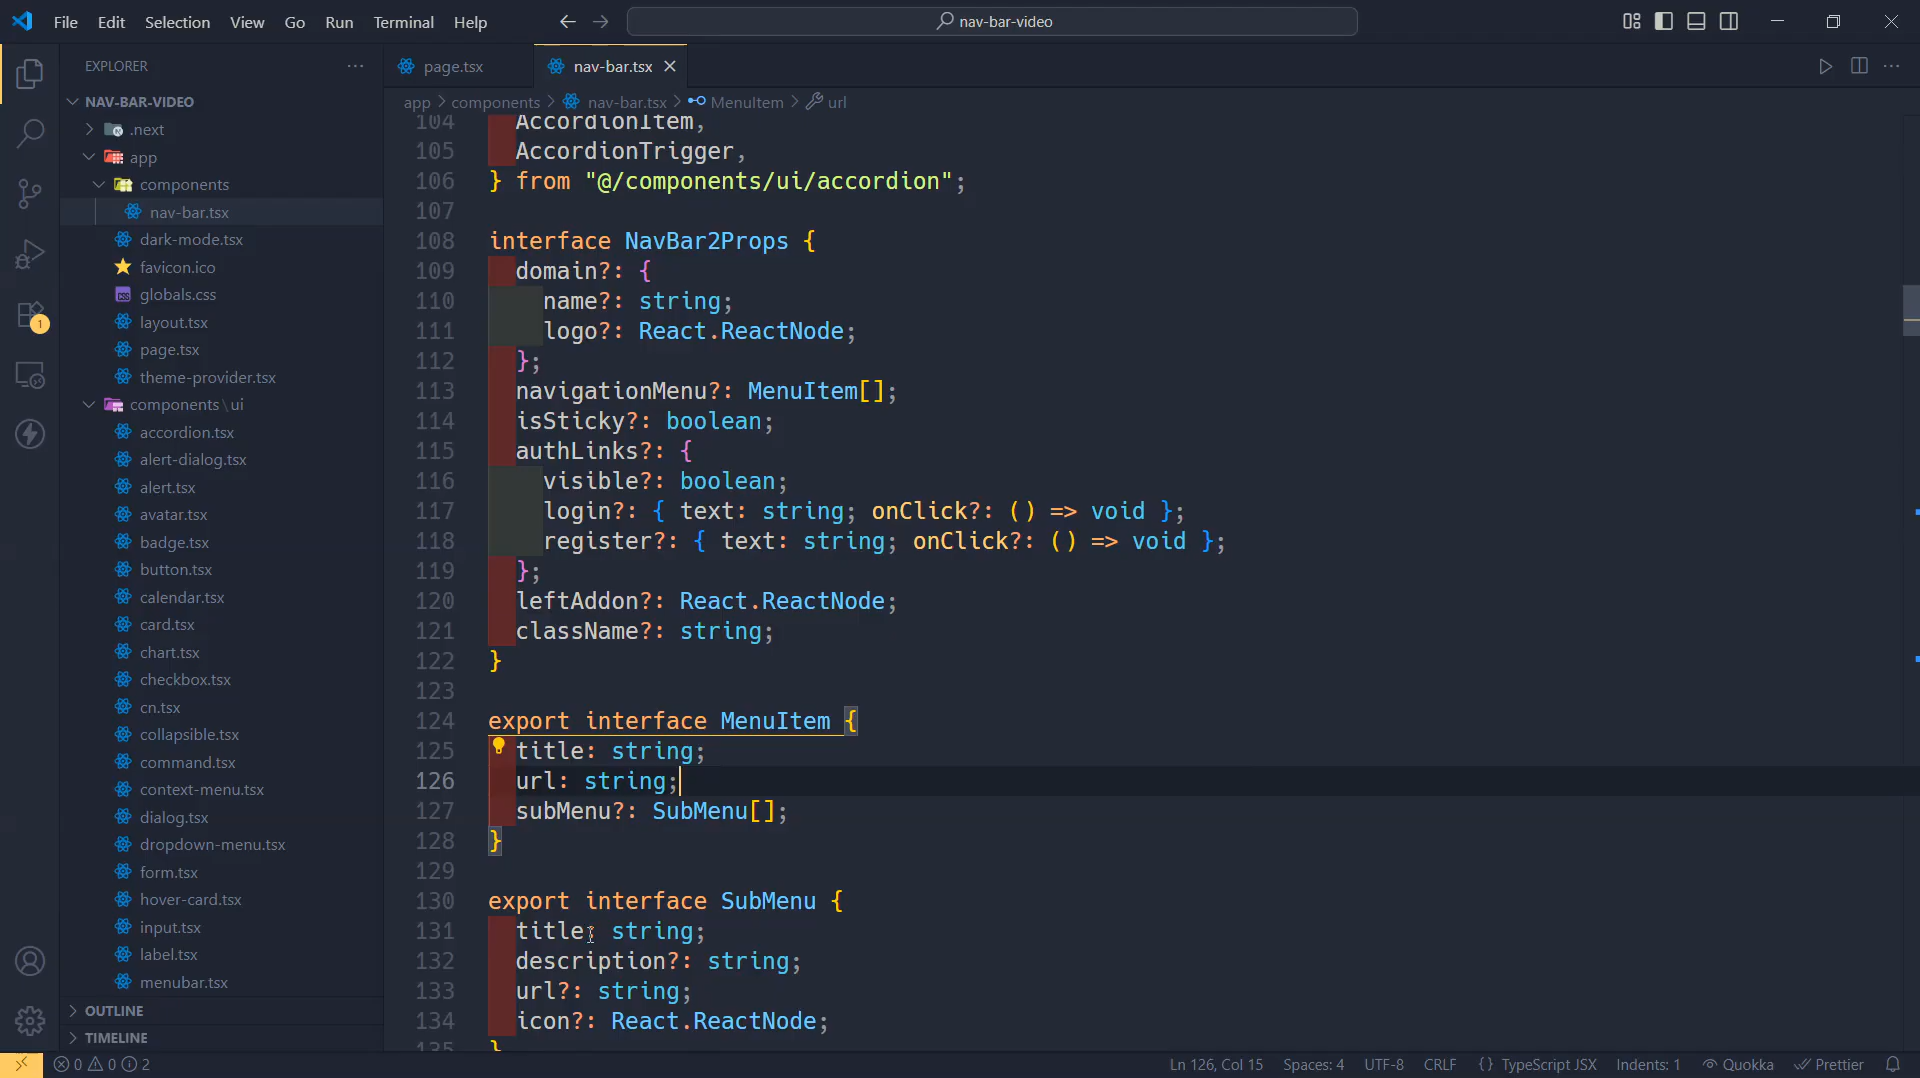 File Edit Selection View Go Run Terminal Help
nav-bar-video
EXPLORER
NAV-BAR-VIDEO
.next
app
components
nav-bar.tsx
dark-mode.tsx
favicon.ico
globals.css
layout.tsx
page.tsx
theme-provider.tsx
components\ui
accordion.tsx
alert-dialog.tsx
alert.tsx
avatar.tsx
badge.tsx
button.tsx
calendar.tsx
card.tsx
chart.tsx
checkbox.tsx
cn.tsx
collapsible.tsx
command.tsx
context-menu.tsx
dialog.tsx
dropdown-menu.tsx
form.tsx
hover-card.tsx
input.tsx
label.tsx
menubar.tsx
OUTLINE
TIMELINE
page.tsx nav-bar.tsx
app > components > nav-bar.tsx > MenuItem > url
104 AccordionItem,
105 AccordionTrigger,
106 } from "@/components/ui/accordion";
107
108 interface NavBar2Props {
109 domain?: {
110 name?: string;
111 logo?: React.ReactNode;
112 };
113 navigationMenu?: MenuItem[];
114 isSticky?: boolean;
115 authLinks?: {
116 visible?: boolean;
117 login?: { text: string; onClick?: () => void };
118 register?: { text: string; onClick?: () => void };
119 };
120 leftAddon?: React.ReactNode;
121 className?: string;
122 }
123
124 export interface MenuItem {
125 title: string;
126 url: string;
127 subMenu?: SubMenu[];
128 }
129
130 export interface SubMenu {
131 title: string;
132 description?: string;
133 url?: string;
134 icon?: React.ReactNode;
135 }
0 0 2 Ln 126, Col 15 Spaces: 4 UTF-8 CRLF {} TypeScript JSX Indents: 1 Quokka Prettier
1